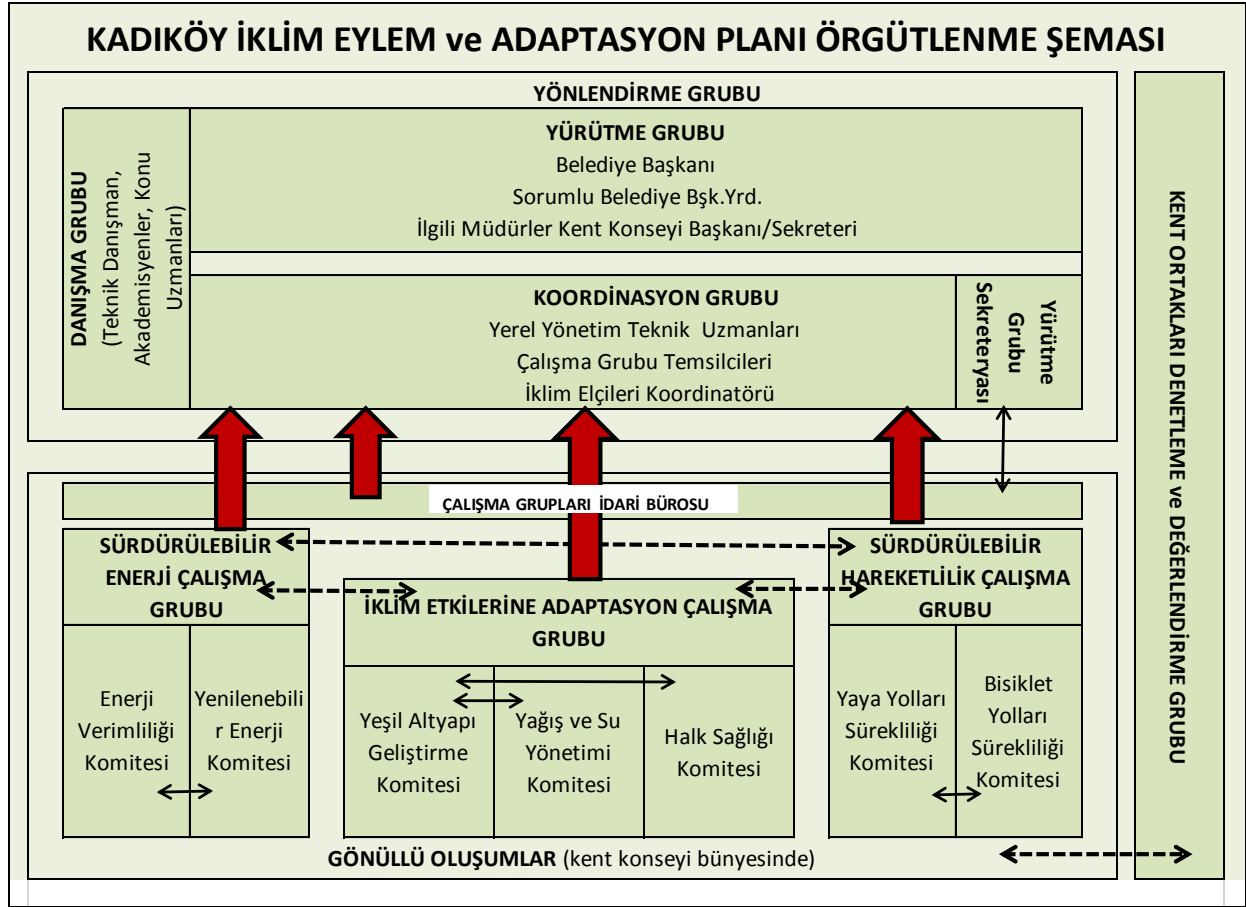 KADIKÖY İKLİM EYLEM ve ADAPTASYON PLANI ÖRGÜTLENME ŞEMASI
YÖNLENDİRME GRUBU
DANIŞMA GRUBU
(Teknik Danışman,
Akademisyenler, Konu
Uzmanları)
YÜRÜTME GRUBU
Belediye Başkanı
Sorumlu Belediye Bşk.Yrd.
İlgili Müdürler Kent Konseyi Başkanı/Sekreteri
KOORDİNASYON GRUBU
Yerel Yönetim Teknik Uzmanları
Çalışma Grubu Temsilcileri
İklim Elçileri Koordinatörü
Yürütme
Grubu
Sekreteryası
KENT ORTAKLARI DENETLEME ve DEĞERLENDİRME GRUBU
ÇALIŞMA GRUPLARI İDARİ BÜROSU
SÜRDÜRÜLEBİLİR
ENERJİ ÇALIŞMA
GRUBU
Enerji
Verimliliği
Komitesi
Yenilenebili
r Enerji
Komitesi
İKLİM ETKİLERİNE ADAPTASYON ÇALIŞMA
GRUBU
Yeşil Altyapı
Geliştirme
Komitesi
Yağış ve Su
Yönetimi
Komitesi
Halk Sağlığı
Komitesi
SÜRDÜRÜLEBİLİR
HAREKETLİLİK ÇALIŞMA
GRUBU
Yaya Yolları
Sürekliliği
Komitesi
Bisiklet
Yolları
Sürekliliği
Komitesi
GÖNÜLLÜ OLUŞUMLAR (kent konseyi bünyesinde)